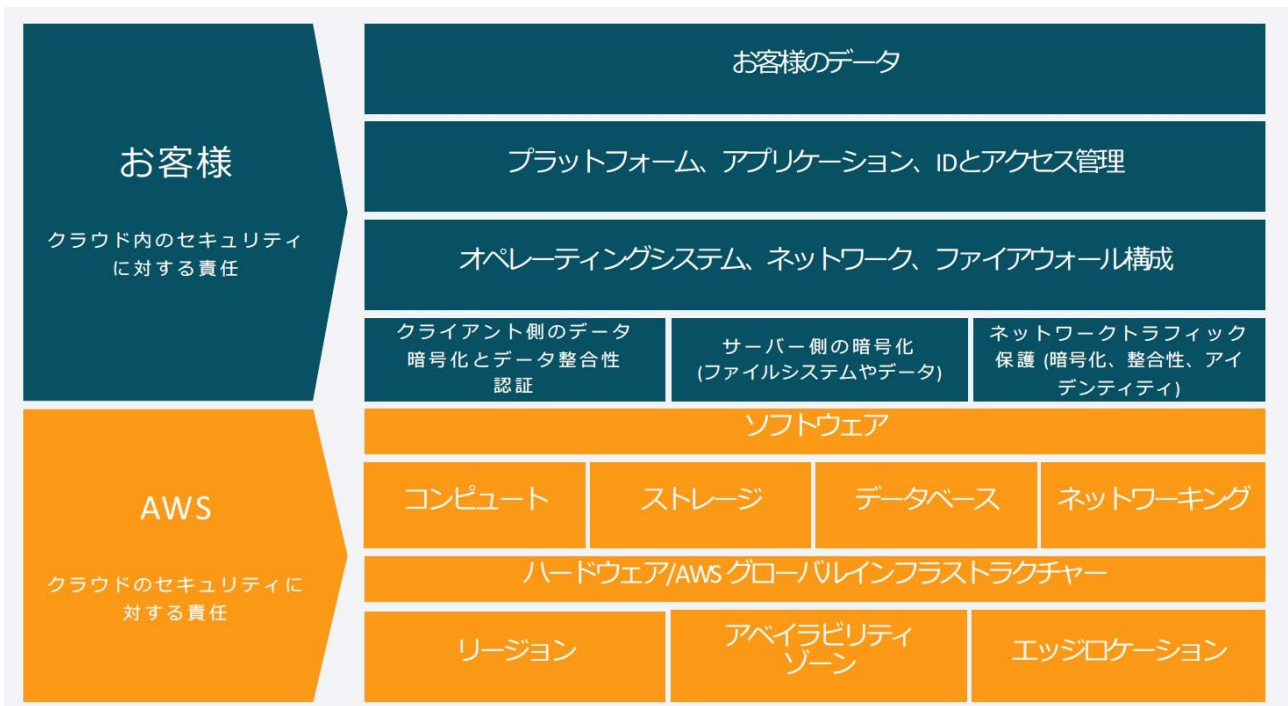 お客様
クラウド内のセキュリティ
に対する責任
お客様のデータ
プラットフォーム、アプリケーション、IDとアクセス管理
オペレーティングシステム、ネットワーク、ファイアウォール構成
クライアント側のデータ
暗号化とデータ整合性
認証
サーバー側の暗号化
(ファイルシステムやデータ)
ネットワークトラフィック
保護 (暗号化、整合性、アイ
デンティティ)
AWS
クラウドのセキュリティに
対する責任
ソフトウェア
コンピュート
ストレージ
データベース
ネットワーキング
ハードウェア/AWS グローバルインフラストラクチャー
リージョン
アベイラビリティ
ゾーン
エッジロケーション